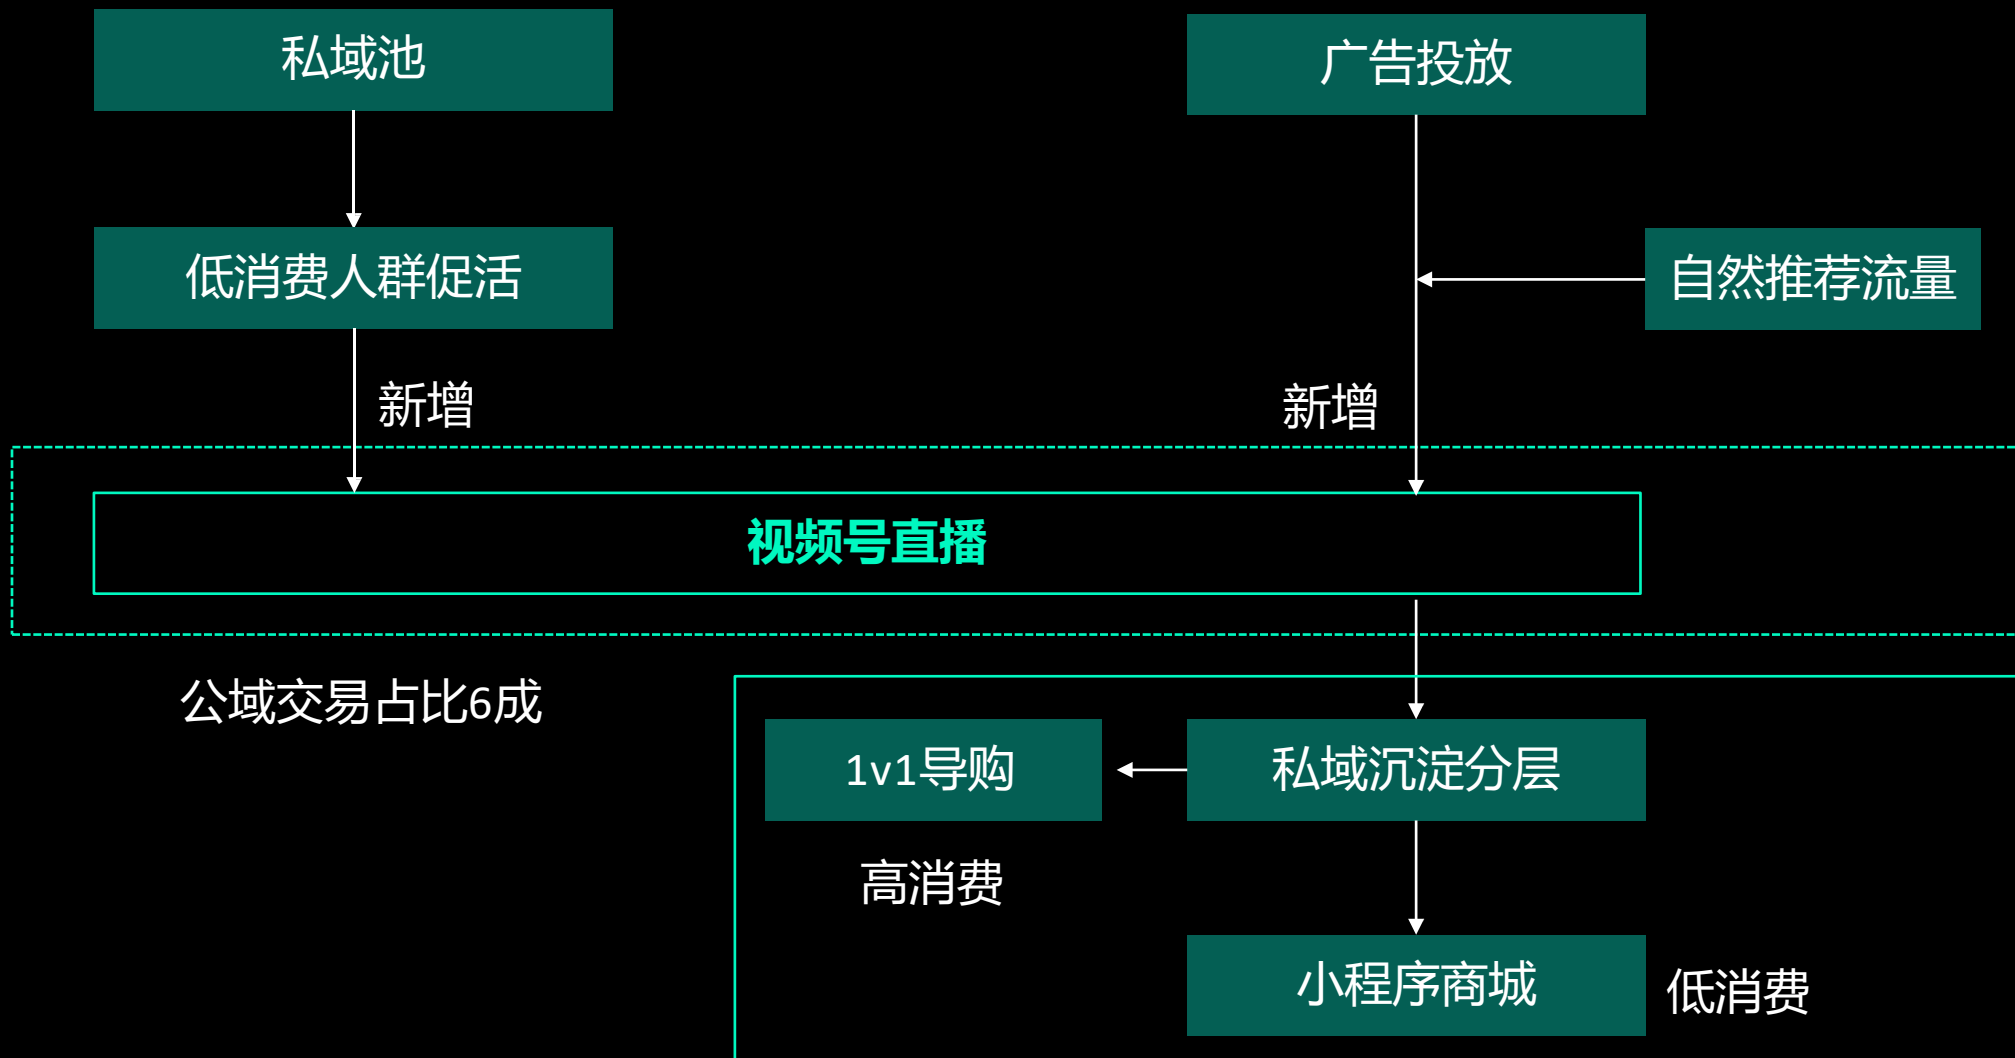 私域池
广告投放
低消费人群促活
自然推荐流量
新增
新增
视频号直播
公域交易占比6成
1v1导购
私域沉淀分层
高消费
小程序商城
低消费